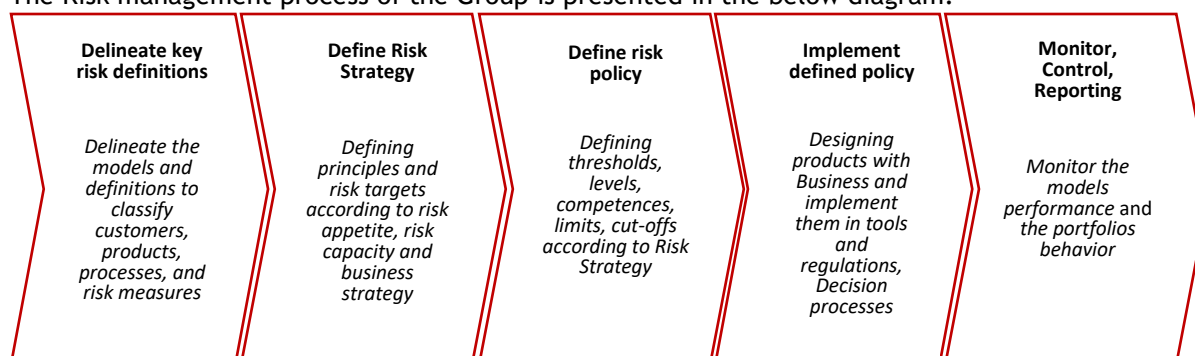 The Risk management process of the Group is presented in the below diagram:
Delineate key
risk definitions
Delineate the
models and
definitions to
classify
customers,
products,
processes, and
risk measures
Define Risk
Strategy
Defining
principles and
risk targets
according to risk
appetite, risk
capacity and
business
strategy
Define risk
policy
Defining
thresholds,
levels,
competences,
limits, cut-offs
according to Risk
Strategy
Implement
defined policy
Designing
products with
Business and
implement
them in tools
and
regulations,
Decision
processes
Monitor,
Control,
Reporting
Monitor the
models
performance and
the portfolios
behavior